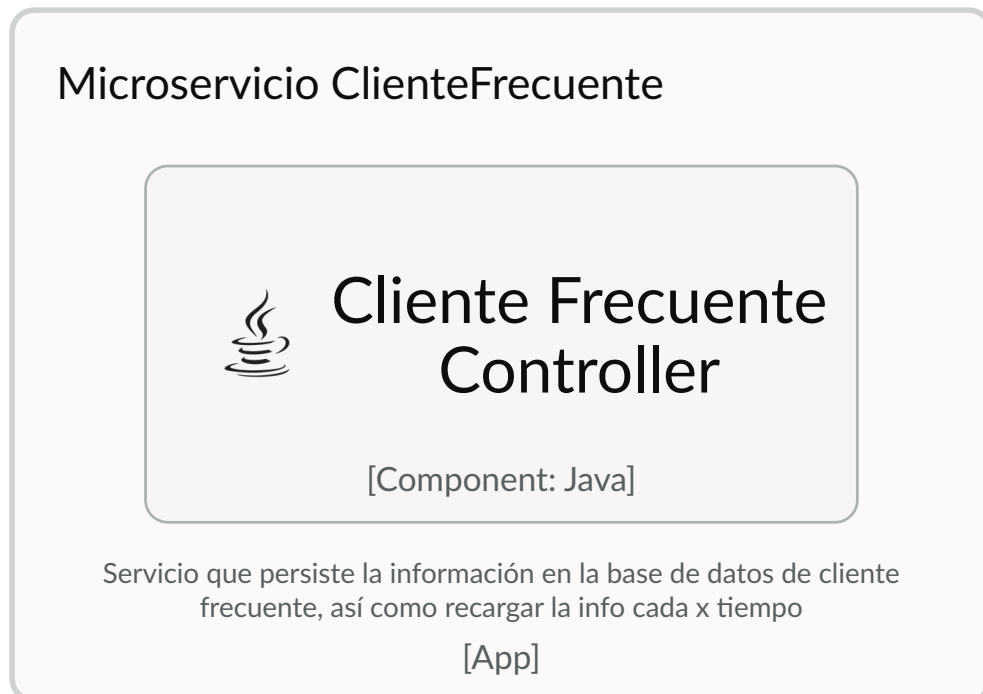 Microservicio ClienteFrecuente
Cliente Frecuente
Controller
[Component: Java]
Servicio que persiste la información en la base de datos de cliente
frecuente, así como recargar la info cada x tiempo
[App]